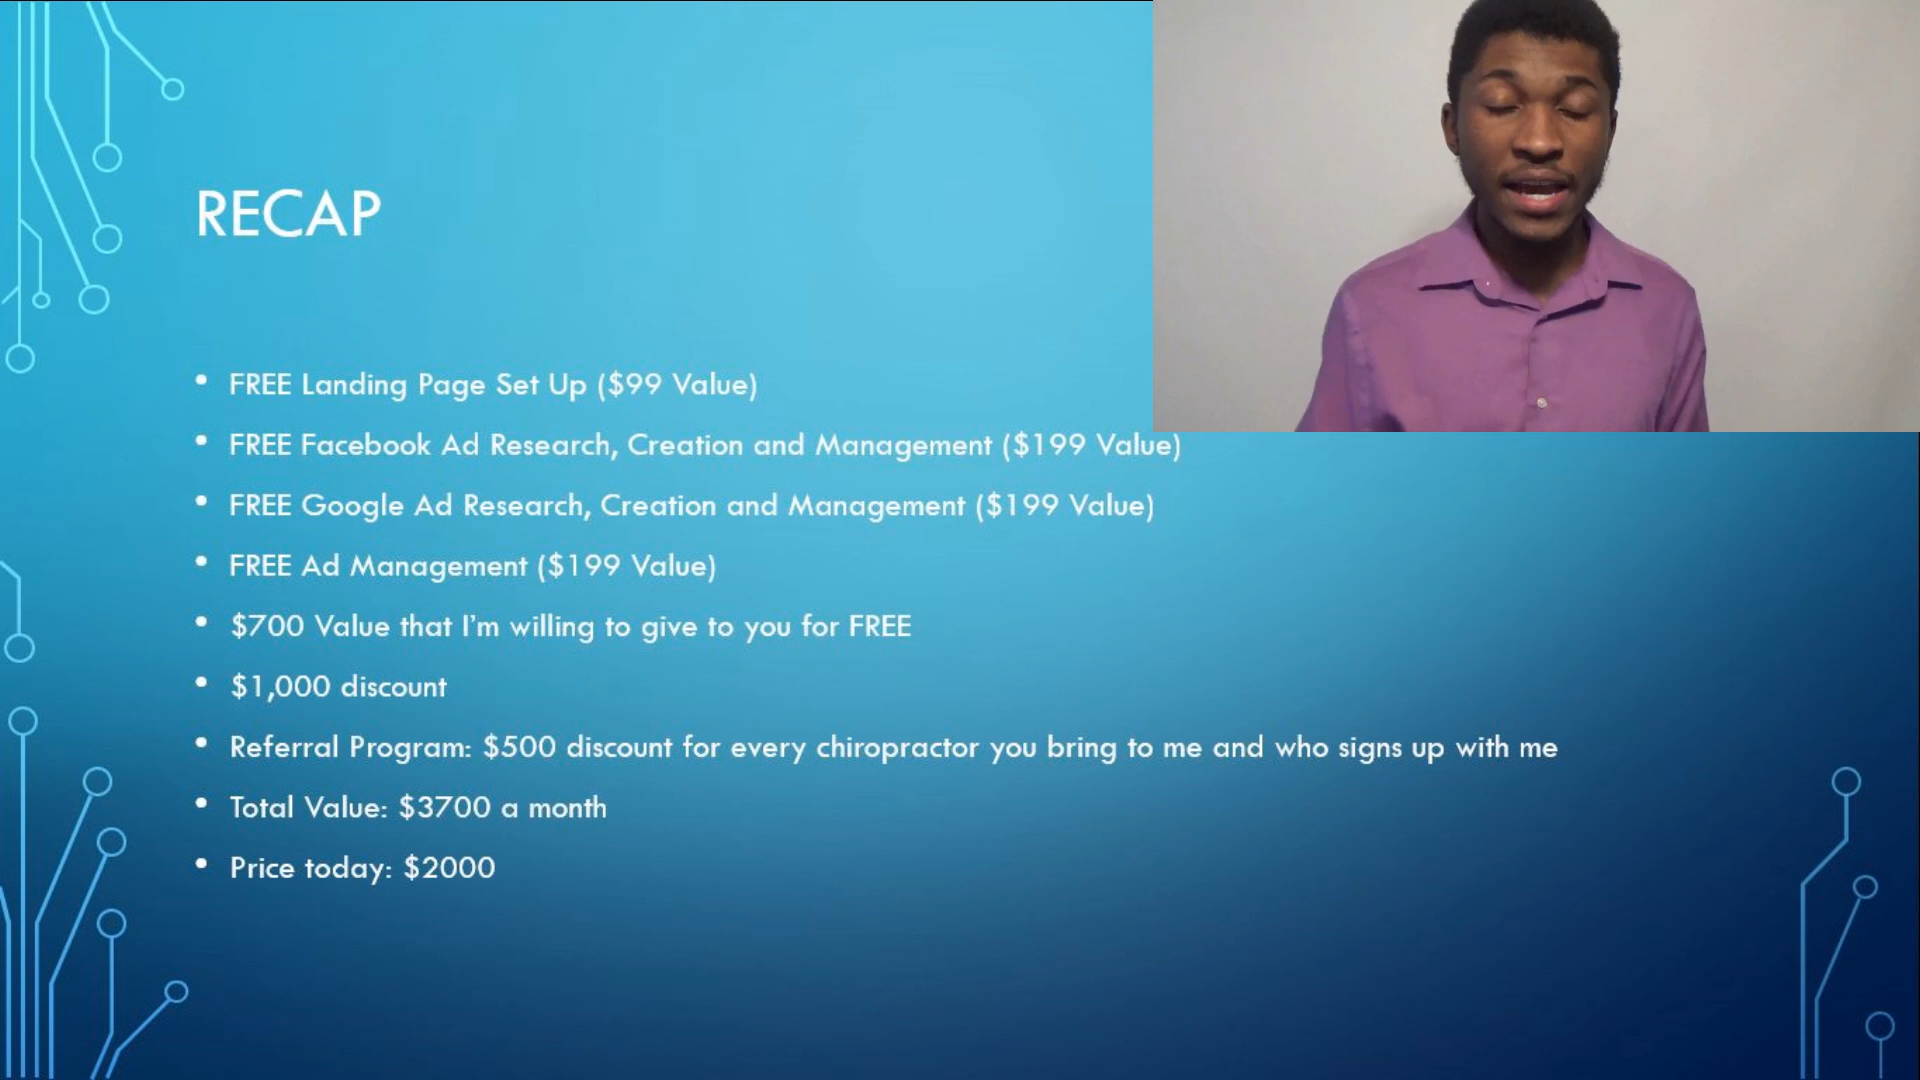 RECAP
• FREE Landing Page Set Up ($99 Value)
• FREE Facebook Ad Research, Creation and Management ($199 Value)
• FREE Google Ad Research, Creation and Management ($199 Value)
• FREE Ad Management ($199 Value)
• $700 Value that I'm willing to give to you for FREE
• $1,000 discount
• Referral Program: $500 discount for every chiropractor you bring to me and who signs up with me
• Total Value: $3700 a month
• Price today: $2000